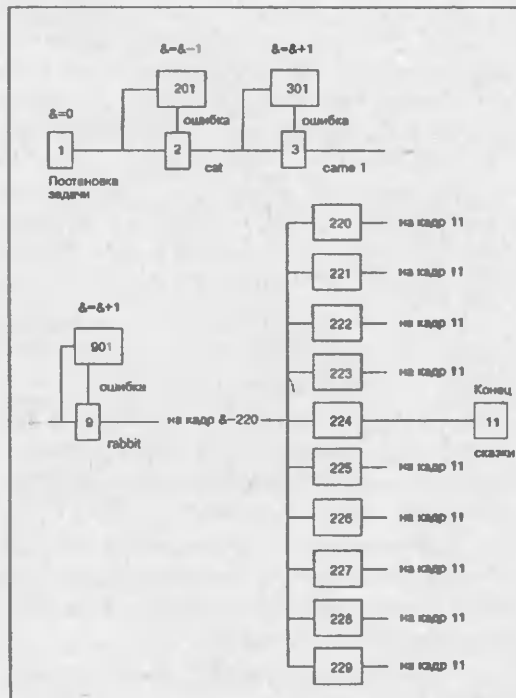 &=&-1
&=&+1
201
301
&=0
ошибка
ошибка
1
2
3
cat
came 1
Постановка
задачи
220
на кадр 11
221
на кадр 11
&=&+1
222
на кадр 11
901
223
на кадр 11
ошибка
Конец
9
на кадр &-220
224
11
rabbit
сказки
225
на кадр 11
226
на кадр 11
227
на кадр 11
228
на кадр 11
229
на кадр 11